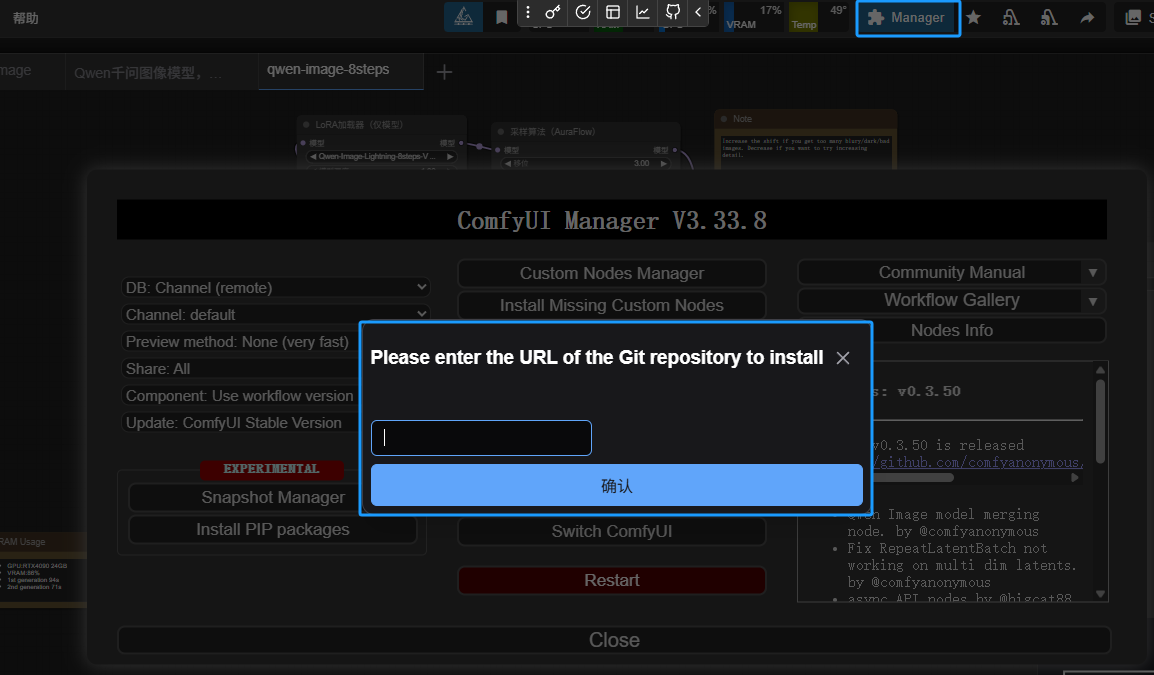 帮助
%
VRAM
17%
Temp
49°
Manager
mage
Qwen千问图像模型，...
qwen-image-8steps
LoRA加载器（仅模型）
模型
模型
Qwen-Image-Lightning-8steps-V ...
采样算法（AuraFlow）
模型
模型
移位
3.00
Note
Increase the shift if you get too many blury/dark/bad
images. Decrease if you want to try increasing
detail.
ComfyUI Manager V3.33.8
DB: Channel (remote)
Channel: default
Preview method: None (very fast)
Share: All
Component: Use workflow version
Update: ComfyUI Stable Version
EXPERIMENTAL
Snapshot Manager
Install PIP packages
Custom Nodes Manager
Install Missing Custom Nodes
Please enter the URL of the Git repository to install
确认
Switch ComfyUI
Restart
Community Manual
Workflow Gallery
Nodes Info
s: v0.3.50
v0.3.50 is released
/github.com/comfyanonymous,
Qwen Image model merging
node. by @comfyanonymous
Fix RepeatLatentBatch not
working on multi dim latents.
by @comfyanonymous
async API nodes by @bigcat88
RAM Usage
GPU:RTX4090 24GB
VRAM:86%
1st generation 94s
2nd generation 71s
Close